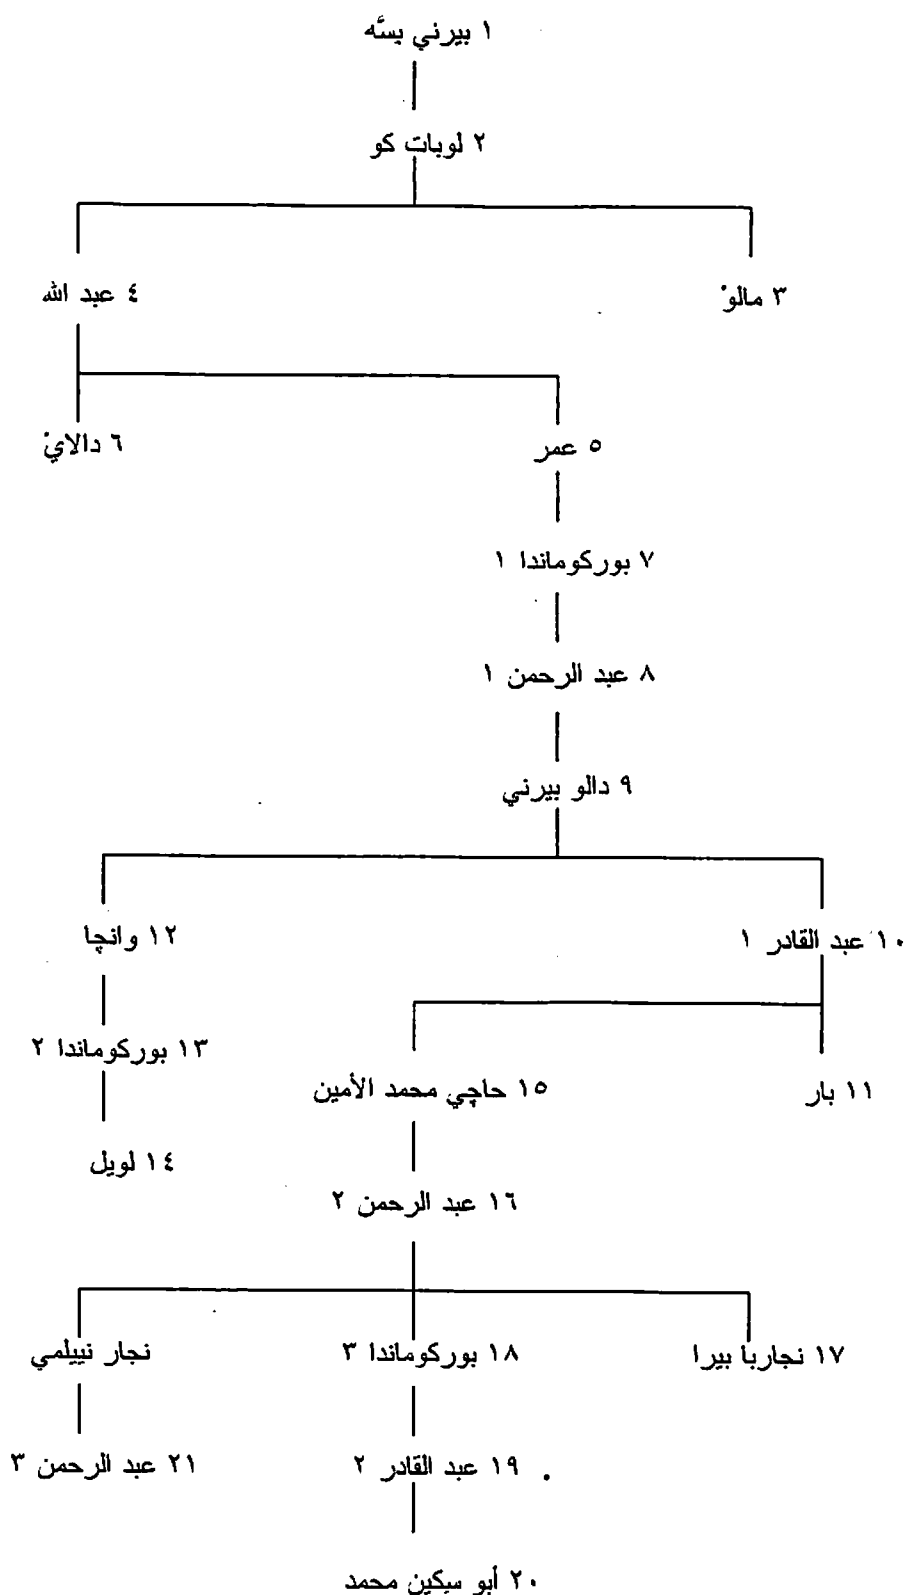 ١ بيرني بسَّه
٢ لوبات كو
٣ مالوْ
٤ عبد الله
٥ عمر
٦ دالايْ
٧ بوركوماندا ١
٨ عبد الرحمن ١
٩ دالو بيرني
١٠ عبد القادر ١
١٢ وانچا
١٣ بوركوماندا ٢
١١ بار
١٥ حاچي محمد الأمين
١٤ لويل
١٦ عبد الرحمن ٢
١٧ نجاربا بيرا
١٨ بوركوماندا ٣
نجار نييلمي
١٩ عبد القادر ٢
٢١ عبد الرحمن ٣
٢٠ أبو سيكين محمد